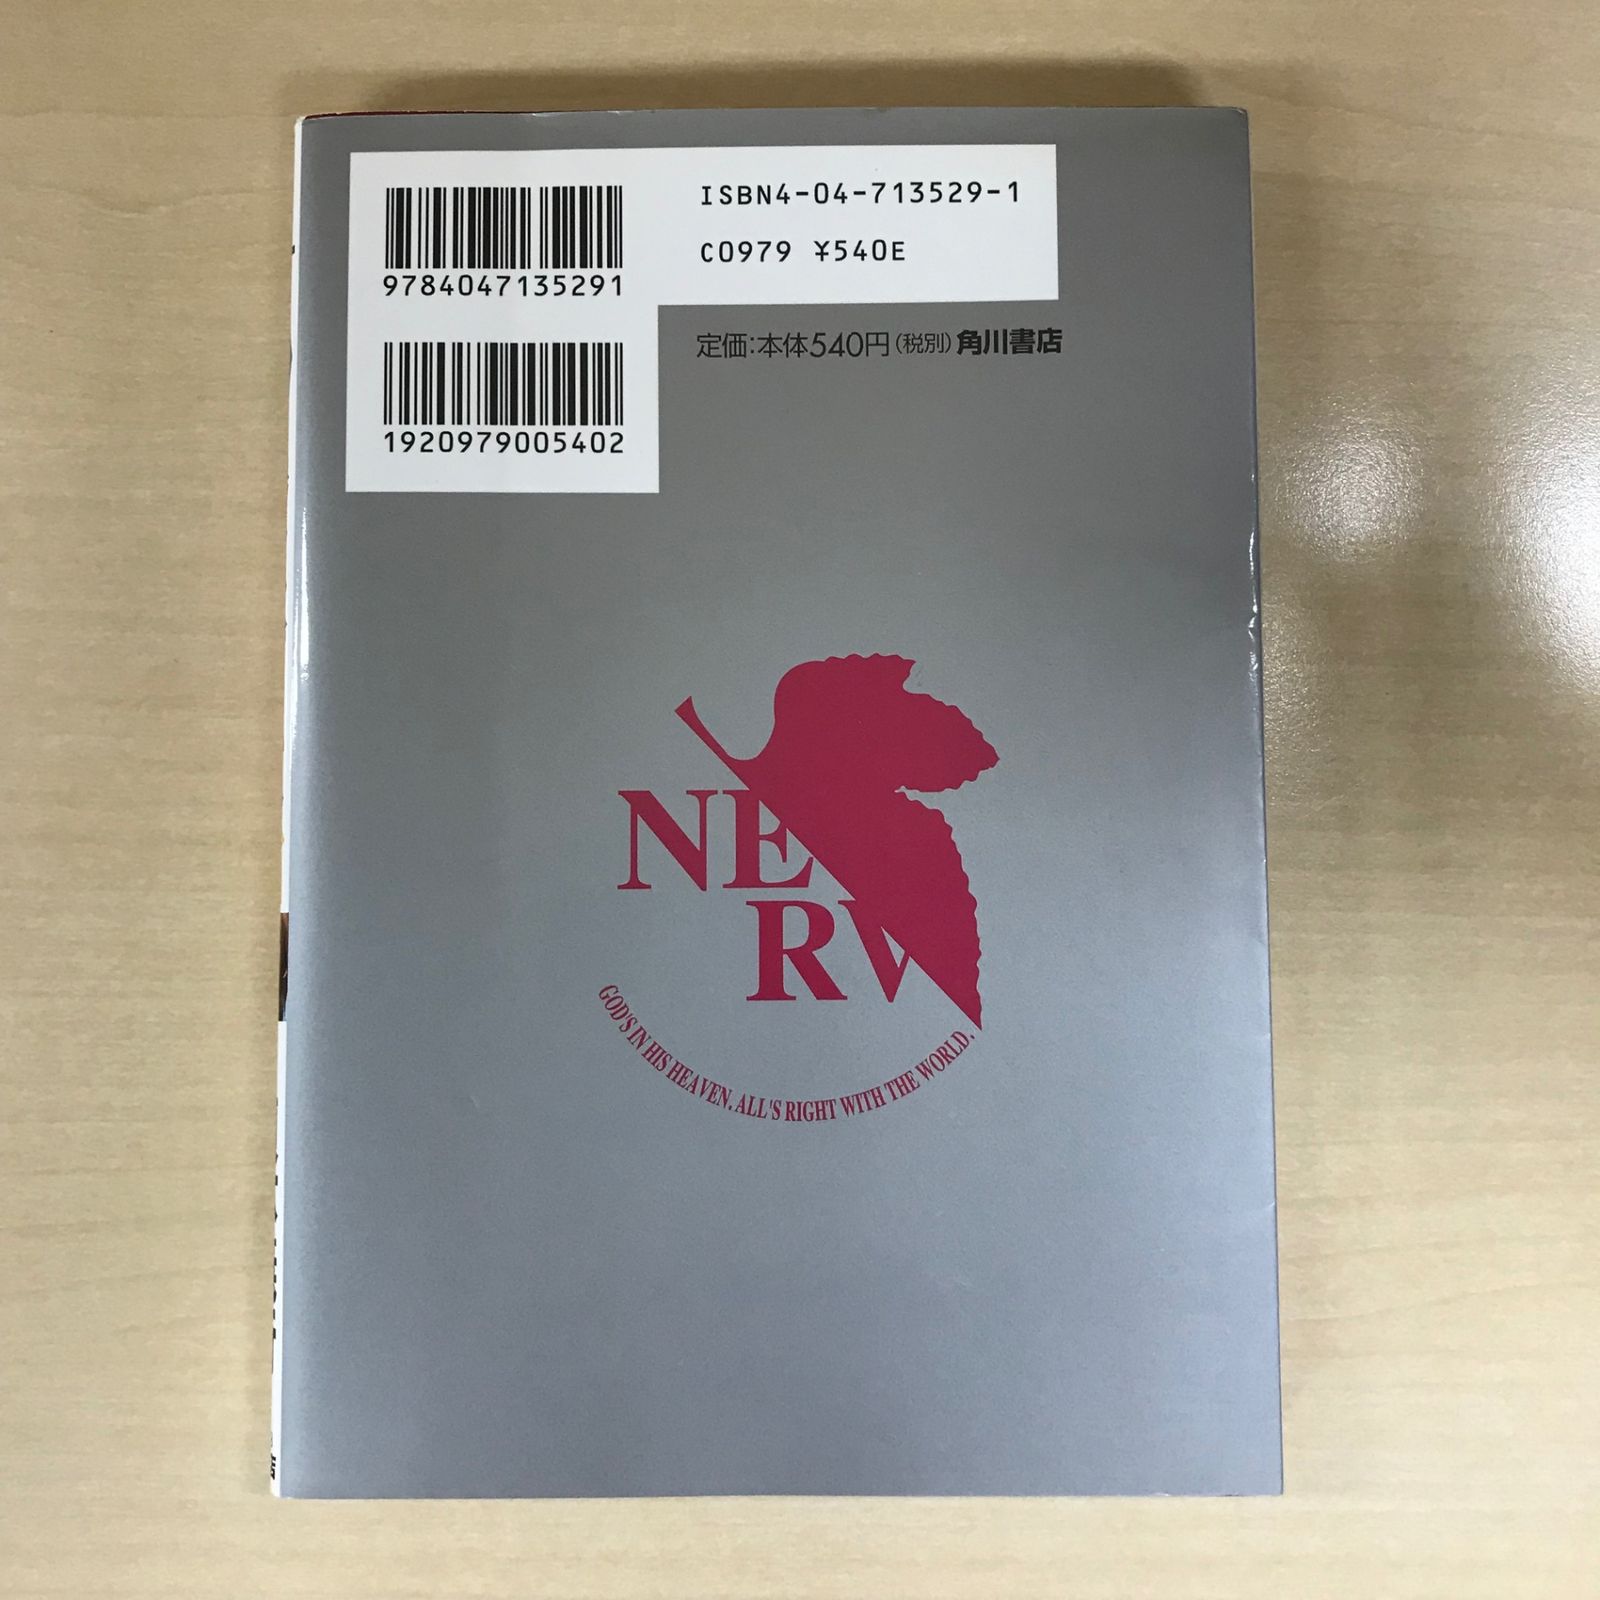 ISBN4-04-713529-1
C0979 ¥540E
9784047135291
定価:本体540円(税別)角川書店
1920979005402
NERV
GOD'S IN HIS HEAVEN. ALL'S RIGHT WITH THE WORLD.